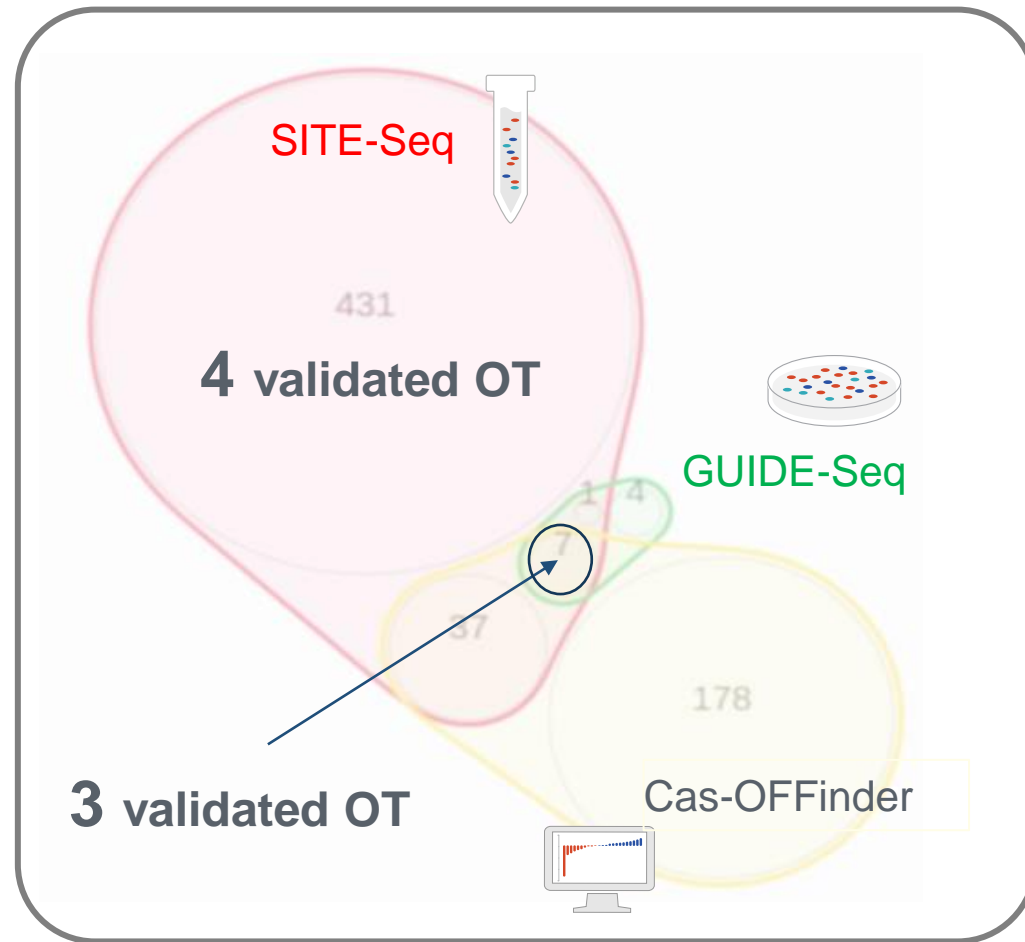 SITE-Seq
431
4 validated OT
GUIDE-Seq
1
4
7
37
178
3 validated OT
Cas-OFFinder